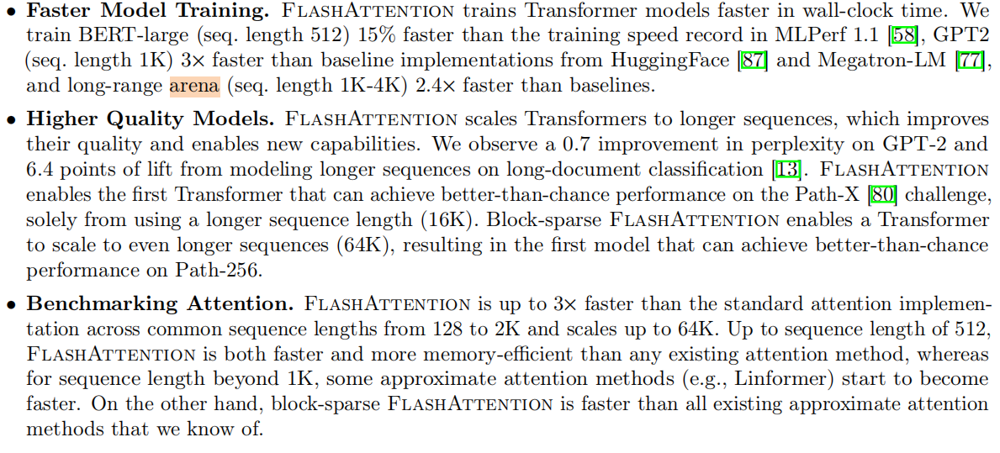 • Faster Model Training. FLASHATTENTION trains Transformer models faster in wall-clock time. We
train BERT-large (seq. length 512) 15% faster than the training speed record in MLPerf 1.1 [58], GPT2
(seq. length 1K) 3× faster than baseline implementations from HuggingFace [87] and Megatron-LM [77],
and long-range arena (seq. length 1K-4K) 2.4× faster than baselines.
• Higher Quality Models. FLASHATTENTION scales Transformers to longer sequences, which improves
their quality and enables new capabilities. We observe a 0.7 improvement in perplexity on GPT-2 and
6.4 points of lift from modeling longer sequences on long-document classification [13]. FLASHATTENTION
enables the first Transformer that can achieve better-than-chance performance on the Path-X [80] challenge,
solely from using a longer sequence length (16K). Block-sparse FLASHATTENTION enables a Transformer
to scale to even longer sequences (64K), resulting in the first model that can achieve better-than-chance
performance on Path-256.
• Benchmarking Attention. FLASHATTENTION is up to 3× faster than the standard attention implemen-
tation across common sequence lengths from 128 to 2K and scales up to 64K. Up to sequence length of 512,
FLASHATTENTION is both faster and more memory-efficient than any existing attention method, whereas
for sequence length beyond 1K, some approximate attention methods (e.g., Linformer) start to become
faster. On the other hand, block-sparse FLASHATTENTION is faster than all existing approximate attention
methods that we know of.